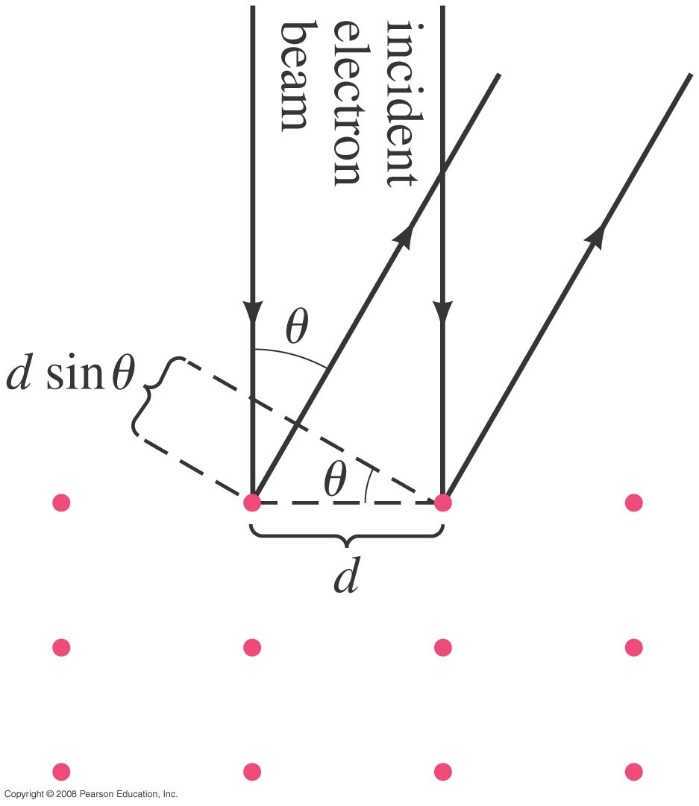 incident
electron
beam
θ
d sin θ
θ
d
Copyright © 2008 Pearson Education, Inc.